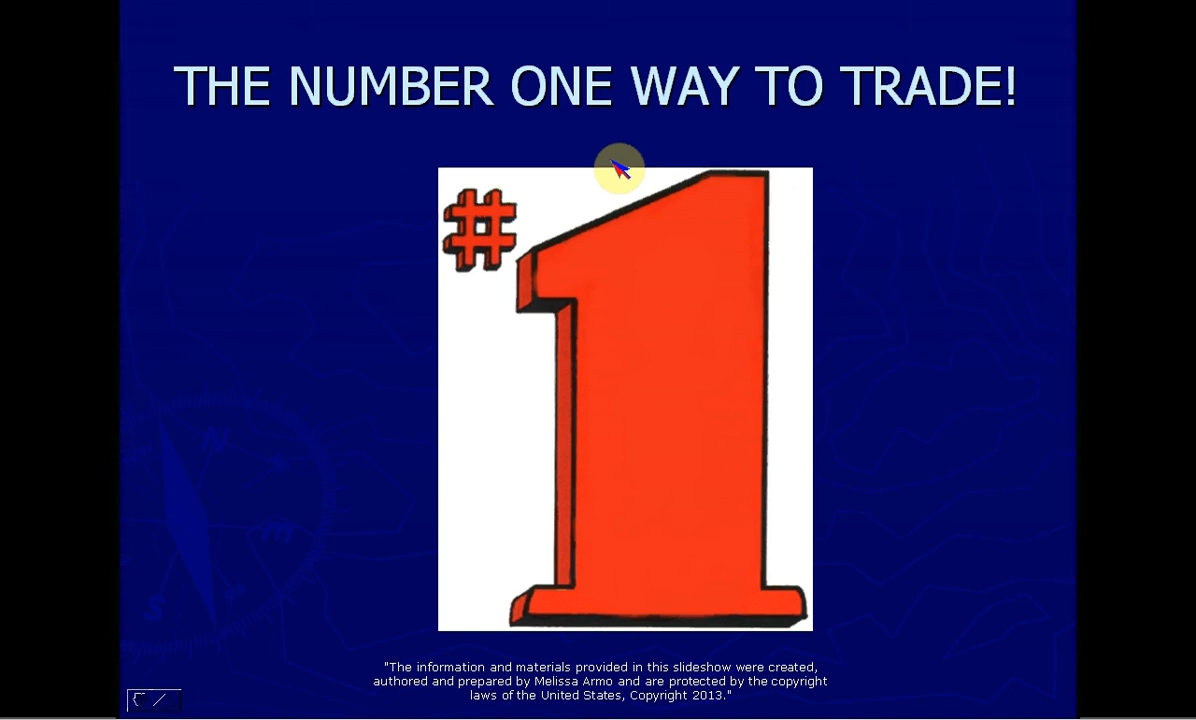 THE NUMBER ONE WAY TO TRADE!
#1
N
m
S
"The information and materials provided in this slideshow were created,
authored and prepared by Melissa Armo and are protected by the copyright
laws of the United States, Copyright 2013."